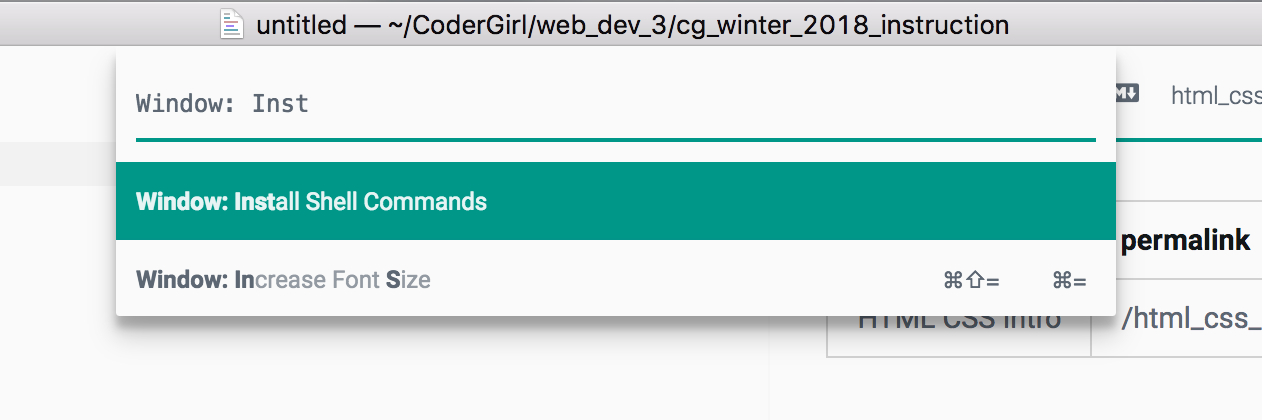 untitled — ~/CoderGirl/web_dev_3/cg_winter_2018_instruction
Window: Inst
M↓ html_css
Window: Install Shell Commands
permalink
Window: Increase Font Size ⌘⇧= ⌘=
HTML CSS Intro /html_css_